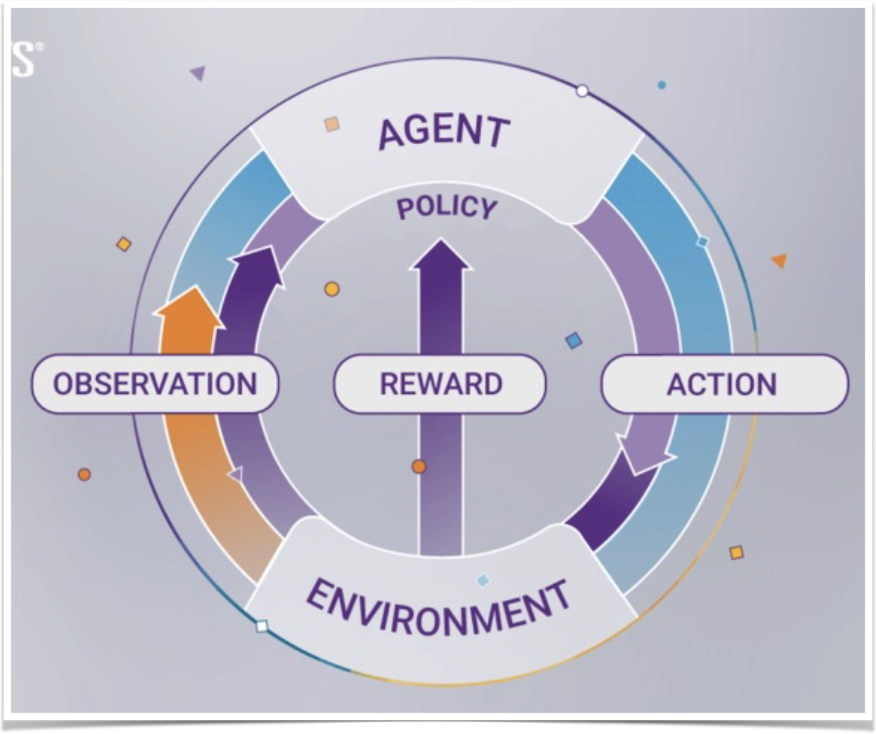 S®
AGENT
POLICY
OBSERVATION
REWARD
ACTION
ENVIRONMENT